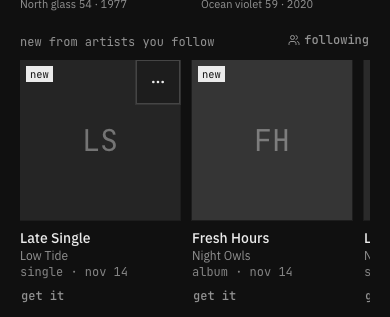 North glass 54 · 1977
Ocean violet 59 · 2020
new from artists you follow
following
new
...
new
LS
FH
Late Single
Fresh Hours
L
Low Tide
Night Owls
N
single · nov 14
album · nov 14
s
get it
get it
g